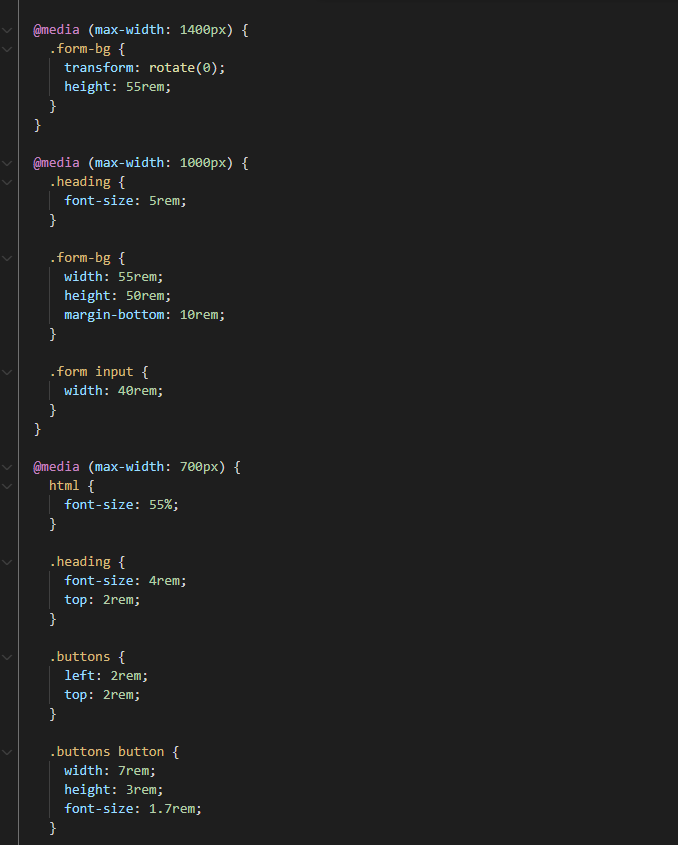 @media (max-width: 1400px) {
  .form-bg {
    transform: rotate(0);
    height: 55rem;
  }
}

@media (max-width: 1000px) {
  .heading {
    font-size: 5rem;
  }

  .form-bg {
    width: 55rem;
    height: 50rem;
    margin-bottom: 10rem;
  }

  .form input {
    width: 40rem;
  }
}

@media (max-width: 700px) {
  html {
    font-size: 55%;
  }

  .heading {
    font-size: 4rem;
    top: 2rem;
  }

  .buttons {
    left: 2rem;
    top: 2rem;
  }

  .buttons button {
    width: 7rem;
    height: 3rem;
    font-size: 1.7rem;
  }